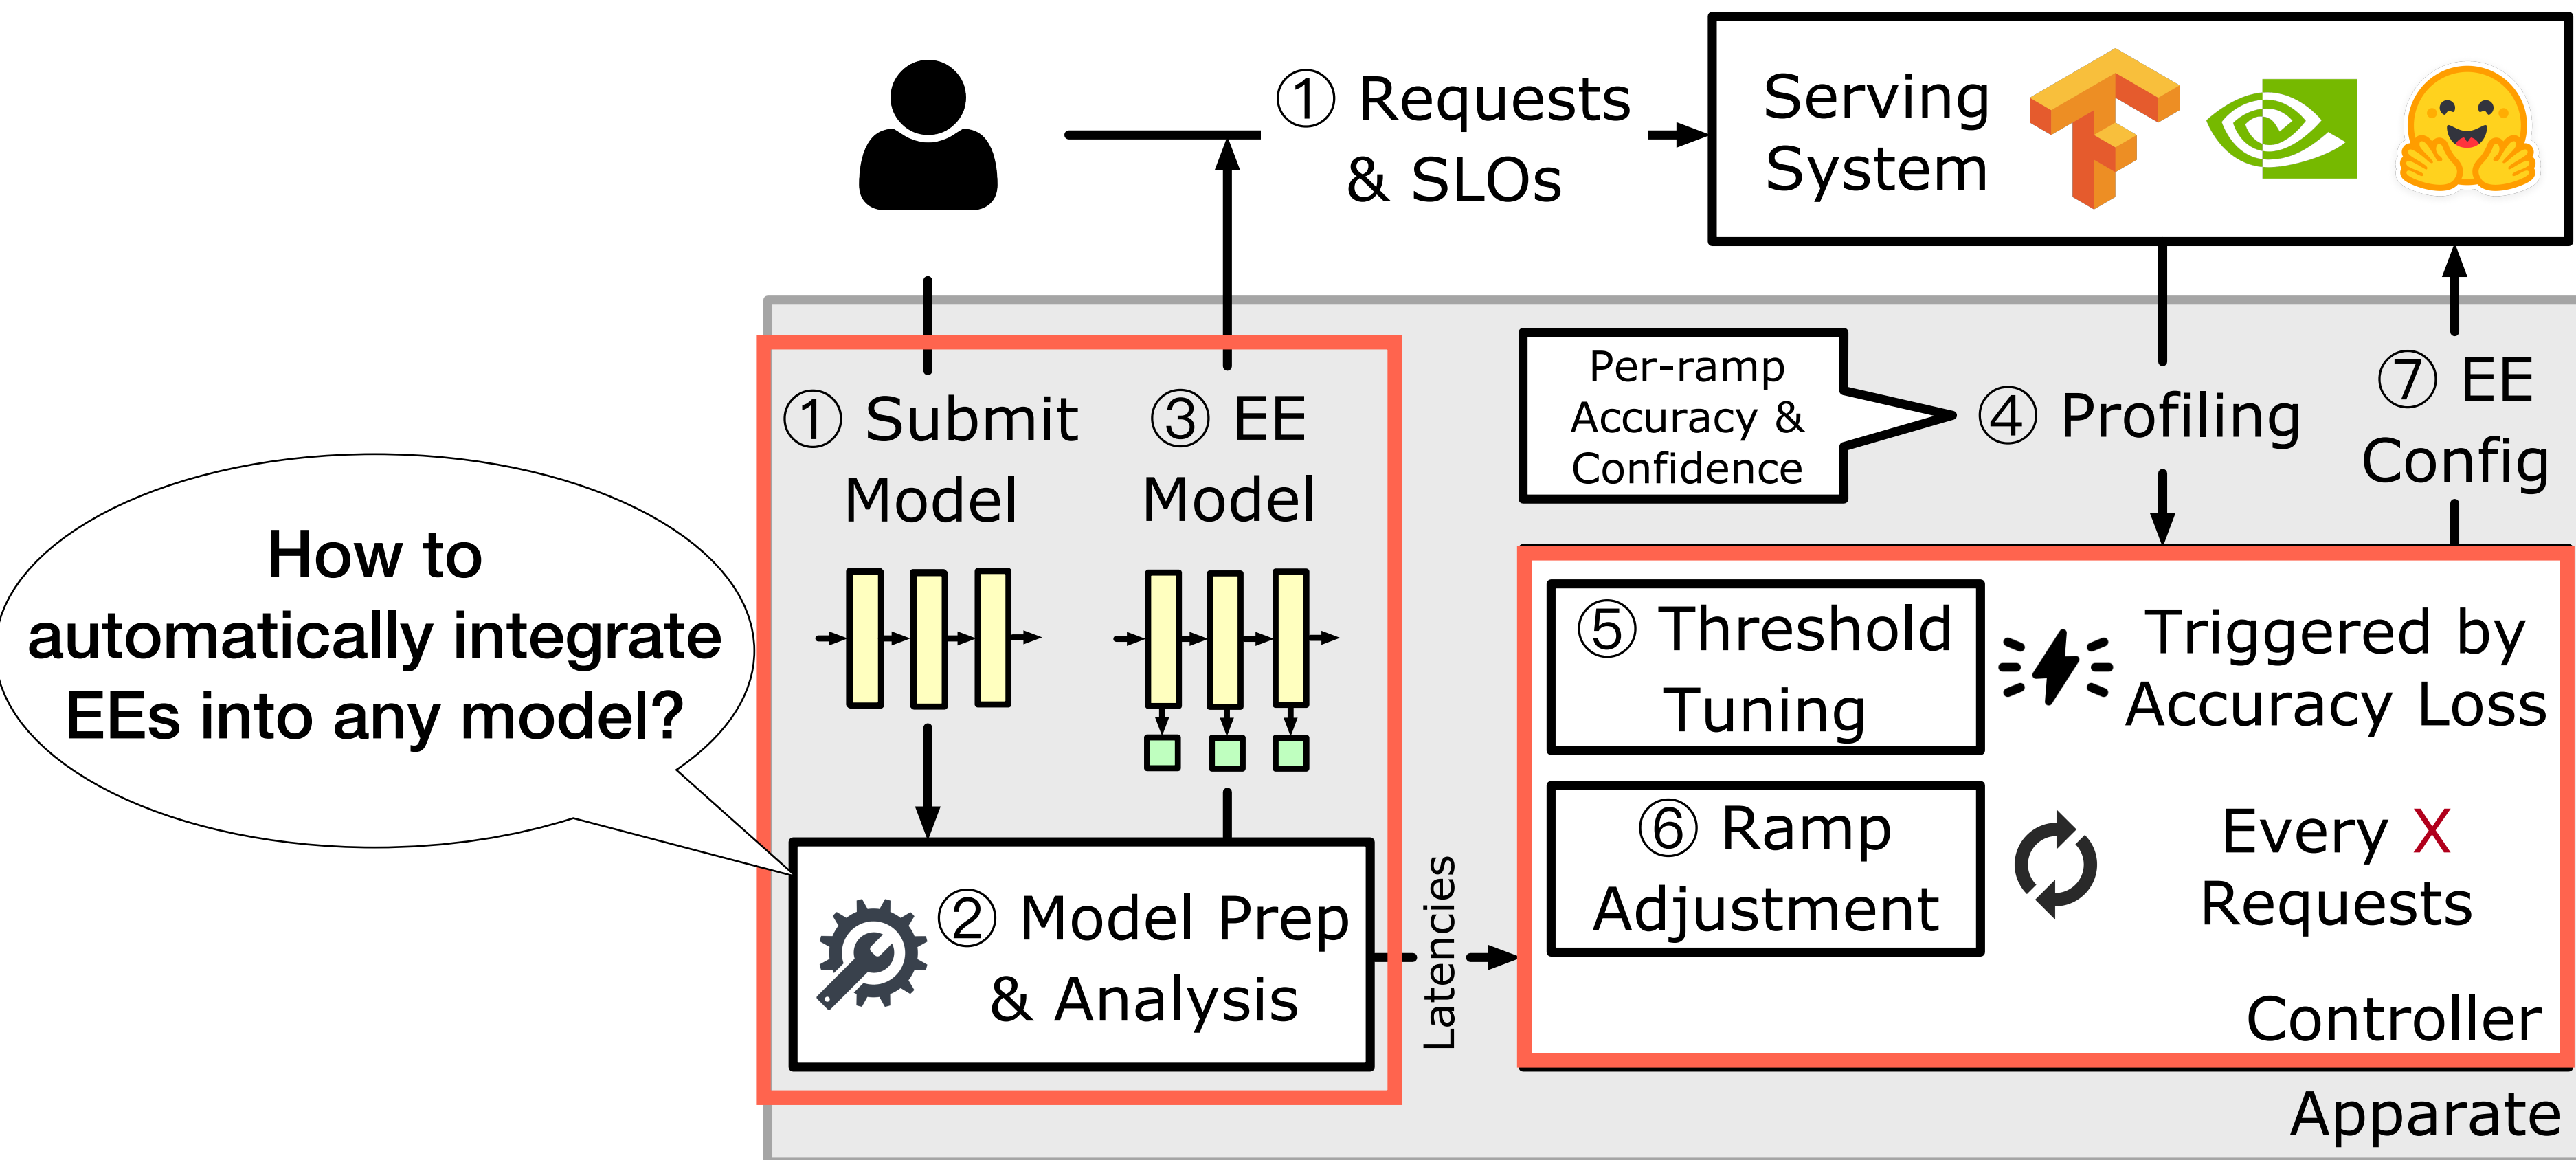 ① Requests
& SLOs
Serving
System
How to
automatically integrate
EEs into any model?
① Submit
Model
③ EE
Model
② Model Prep
& Analysis
Latencies
Per-ramp
Accuracy &
Confidence
④ Profiling
⑦ EE
Config
⑤ Threshold
Tuning
Triggered by
Accuracy Loss
⑥ Ramp
Adjustment
Every X
Requests
Controller
Apparate